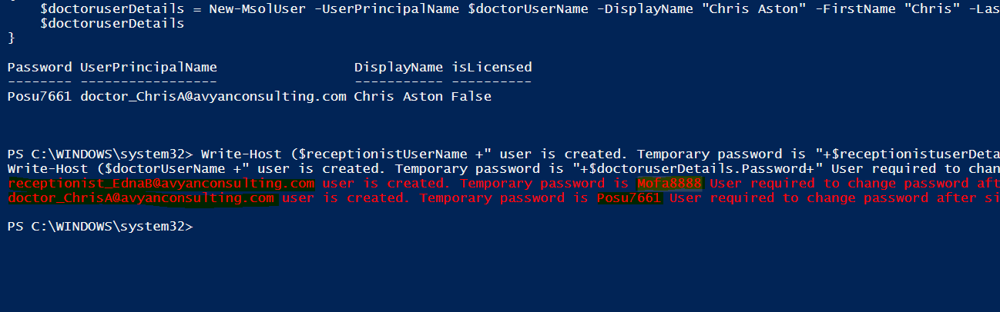 $doctoruserDetails = New-MsolUser -UserPrincipalName $doctorUserName -DisplayName "Chris Aston" -FirstName "Chris" -Las
$doctoruserDetails
}
Password UserPrincipalName DisplayName isLicensed
-------- ----------------- ----------- ----------
Posu7661 doctor_ChrisA@avyanconsulting.com Chris Aston False
PS C:\WINDOWS\system32> Write-Host ($receptionistUserName +" user is created. Temporary password is "+$receptionistuserDeta
Write-Host ($doctorUserName +" user is created. Temporary password is "+$doctoruserDetails.Password+" User required to chan
receptionist_EdnaB@avyanconsulting.com user is created. Temporary password is Mofa8888 User required to change password aft
doctor_ChrisA@avyanconsulting.com user is created. Temporary password is Posu7661 User required to change password after si
PS C:\WINDOWS\system32>